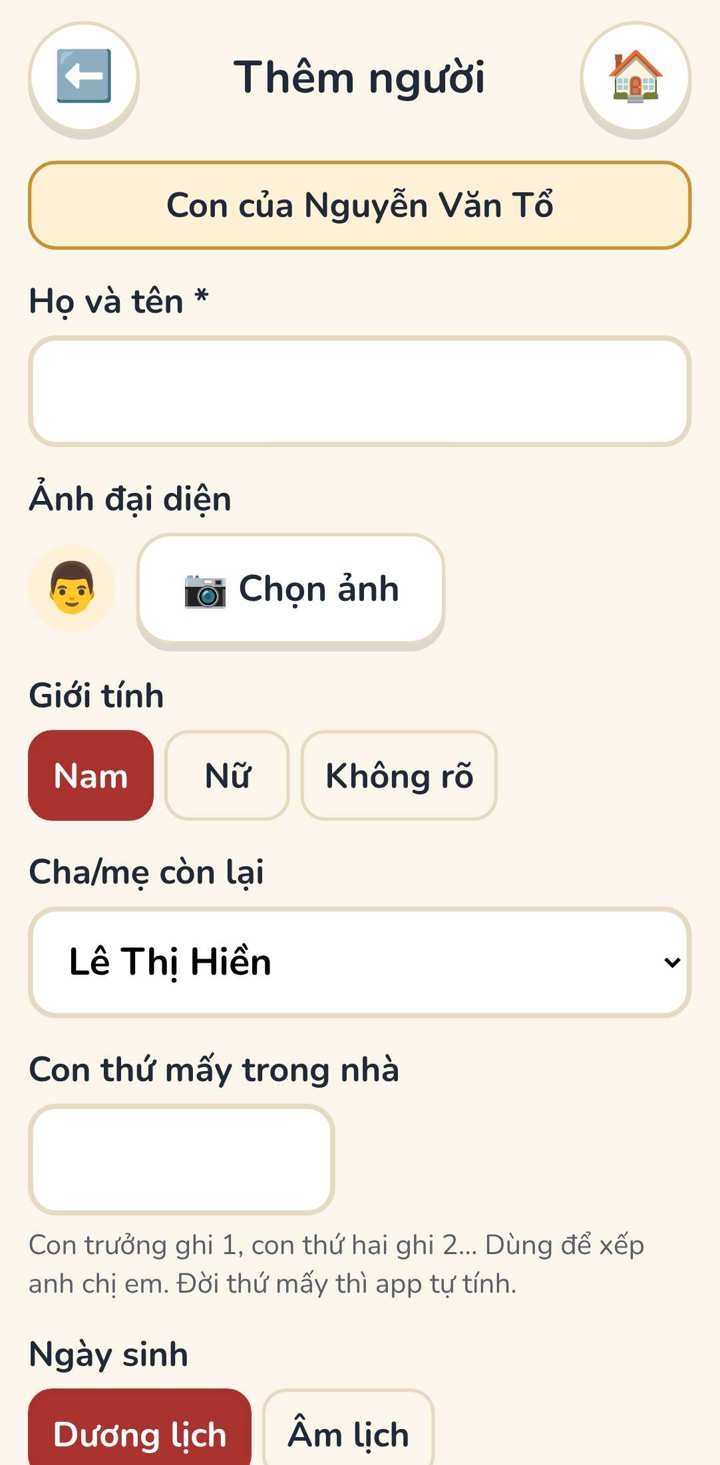 Thêm người
Con của Nguyễn Văn Tổ
Họ và tên *
Ảnh đại diện
Chọn ảnh
Giới tính
Nam
Nữ
Không rõ
Cha/mẹ còn lại
Lê Thị Hiền
Con thứ mấy trong nhà
Con trưởng ghi 1, con thứ hai ghi 2... Dùng để xếp
anh chị em. Đời thứ mấy thì app tự tính.
Ngày sinh
Dương lịch
Âm lịch